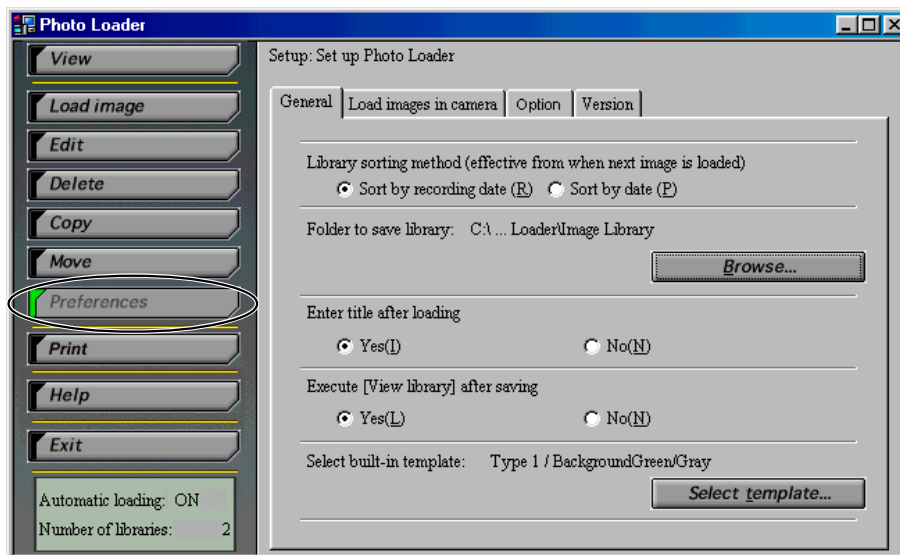 Photo Loader
View
Load image
Edit
Delete
Copy
Move
Preferences
Print
Help
Exit
Automatic loading: ON
Number of libraries: 2
Setup: Set up Photo Loader
General Load images in camera Option Version
Library sorting method (effective from when next image is loaded)
Sort by recording date (R) Sort by date (P)
Folder to save library: C:\ ... Loader\Image Library
Browse...
Enter title after loading
Yes(I) No(N)
Execute [View library] after saving
Yes(L) No(N)
Select built-in template: Type 1 / BackgroundGreen/Gray
Select template...